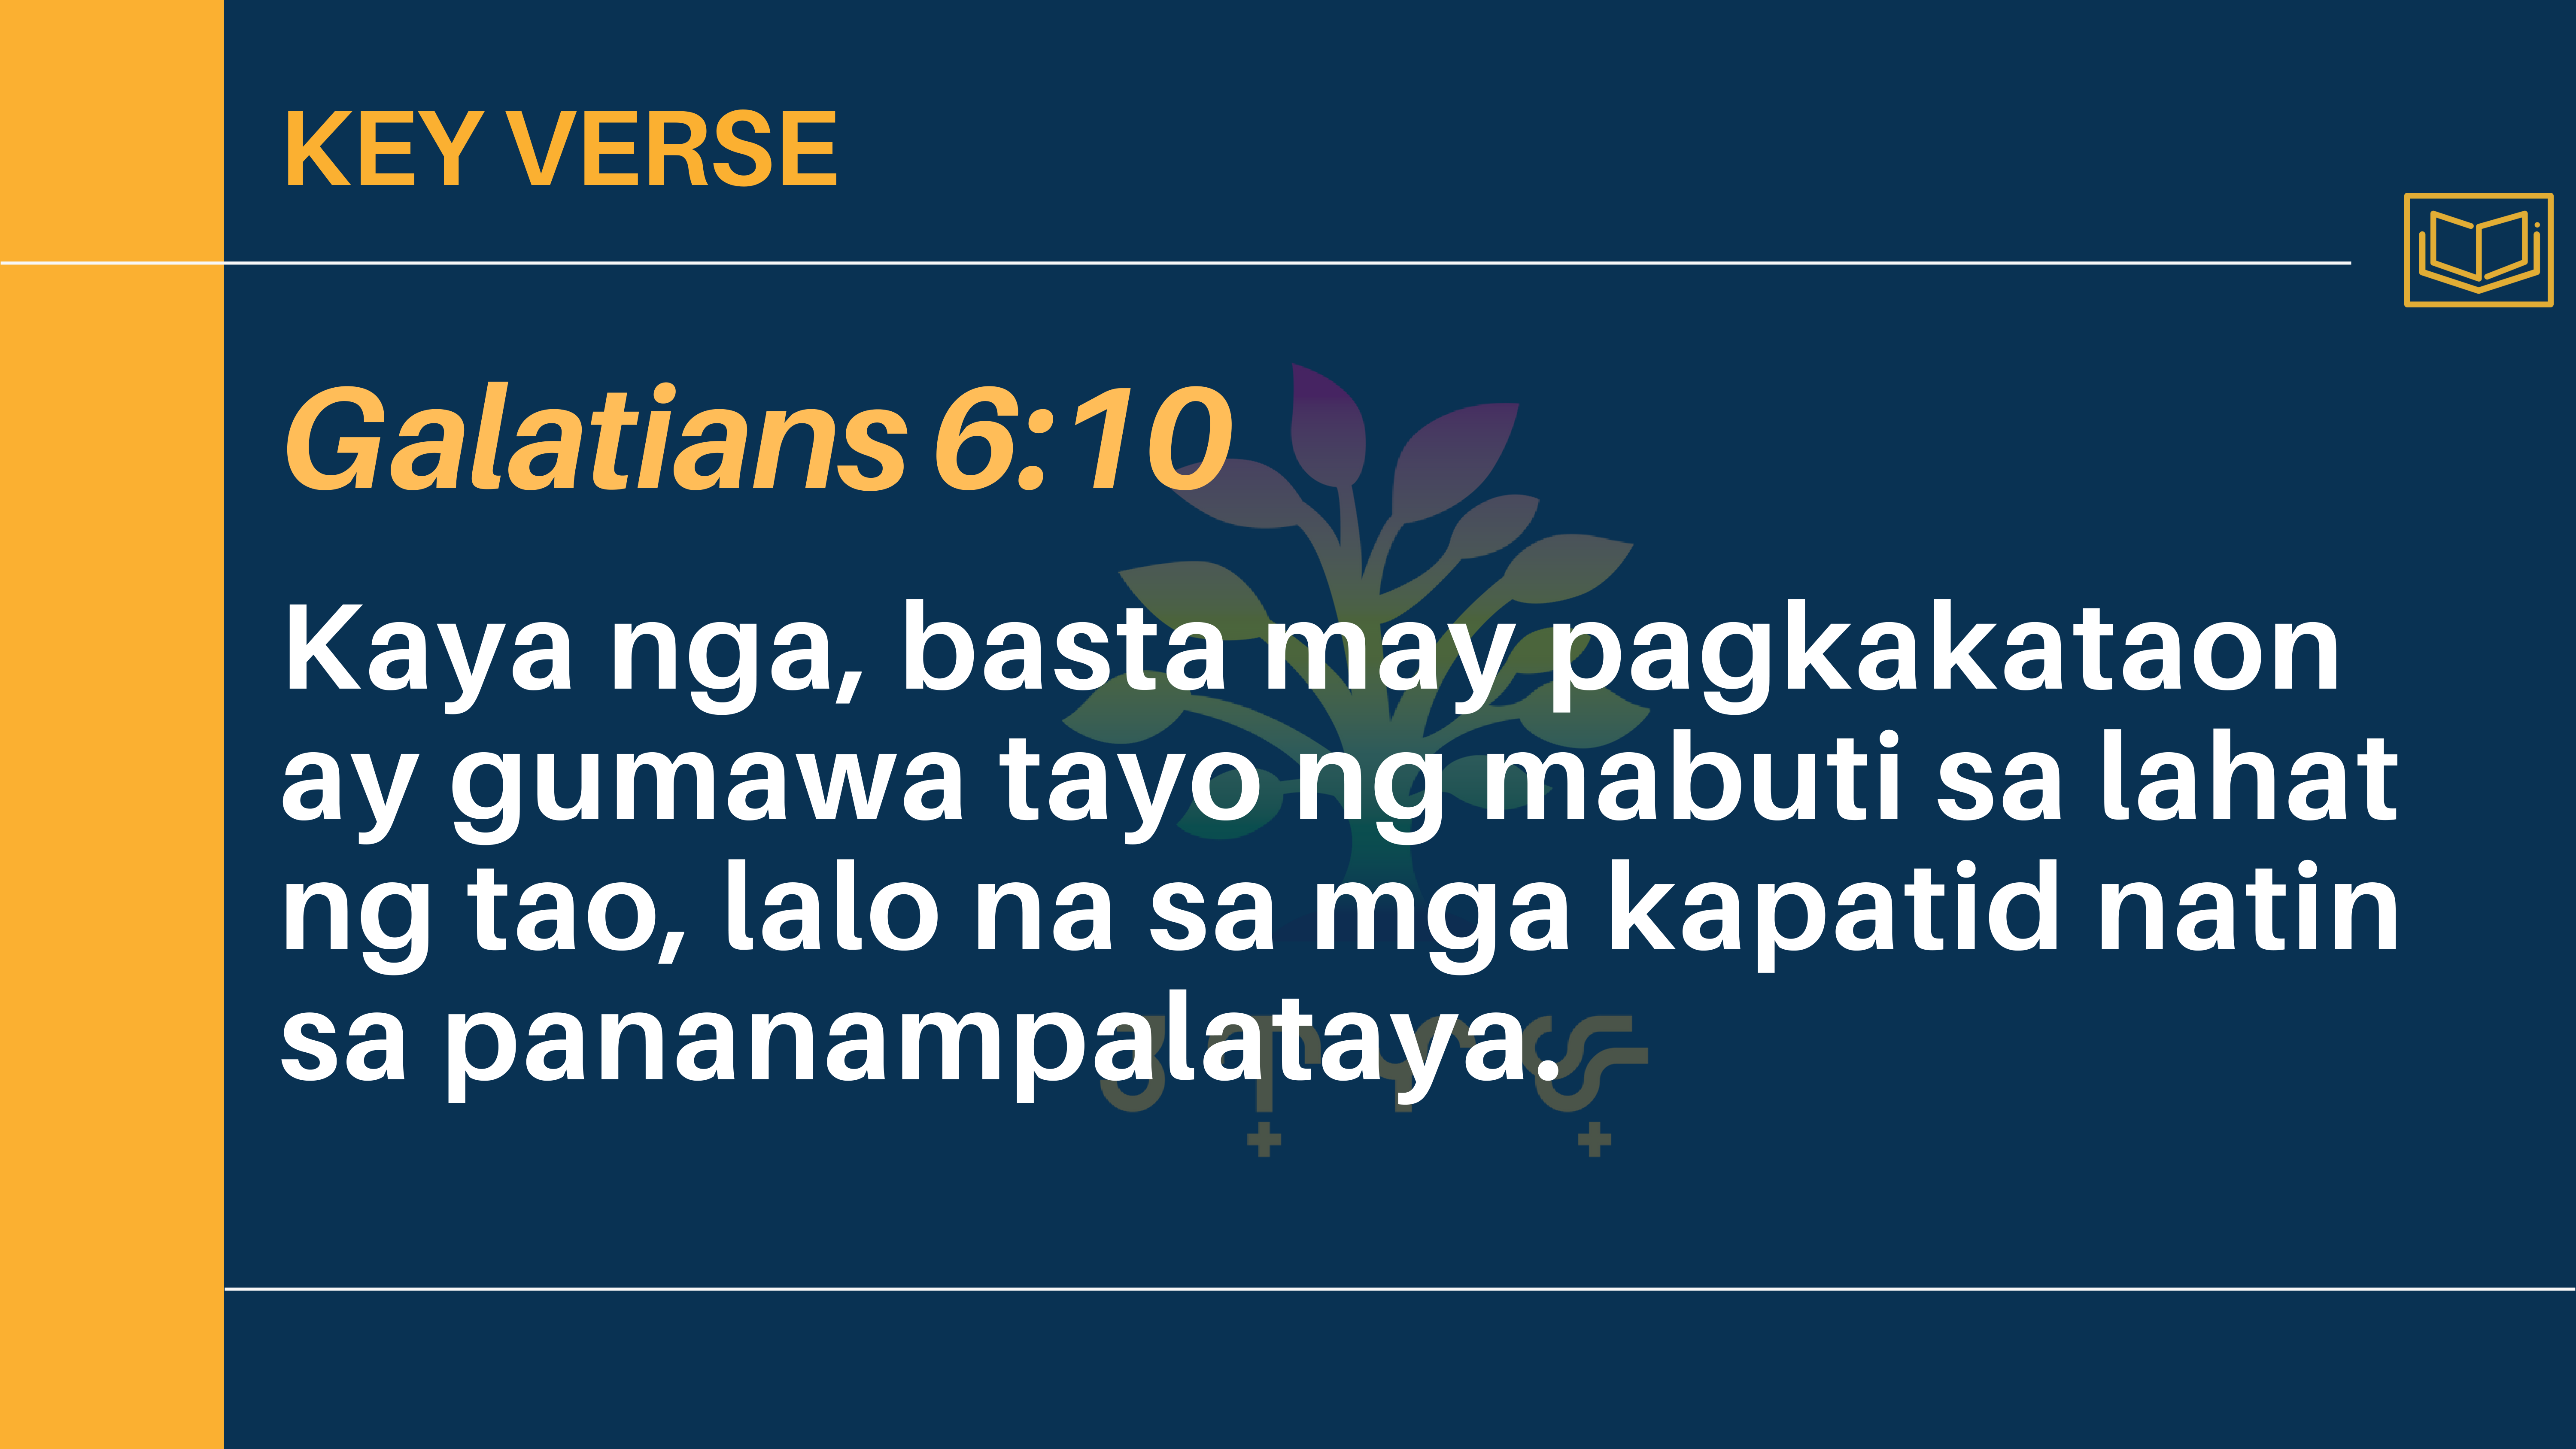 KEY VERSE
Galatians 6:10
Kaya nga, basta may pagkakataon
ay gumawa tayo ng mabuti sa lahat
ng tao, lalo na sa mga kapatid natin
sa pananampalataya.